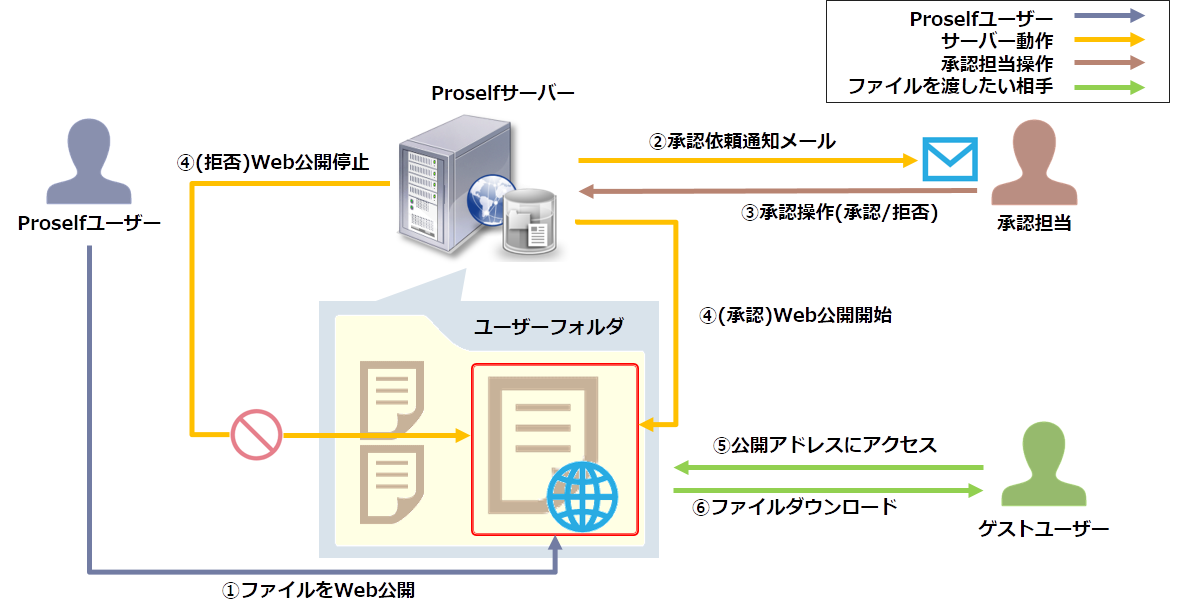 Proselfユーザー
サーバー動作
承認担当操作
ファイルを渡したい相手
Proselfサーバー
②承認依頼通知メール
④(拒否)Web公開停止
Proselfユーザー
③承認操作(承認/拒否)
承認担当
④(承認)Web公開開始
ユーザーフォルダ
⑤公開アドレスにアクセス
⑥ファイルダウンロード
ゲストユーザー
①ファイルをWeb公開